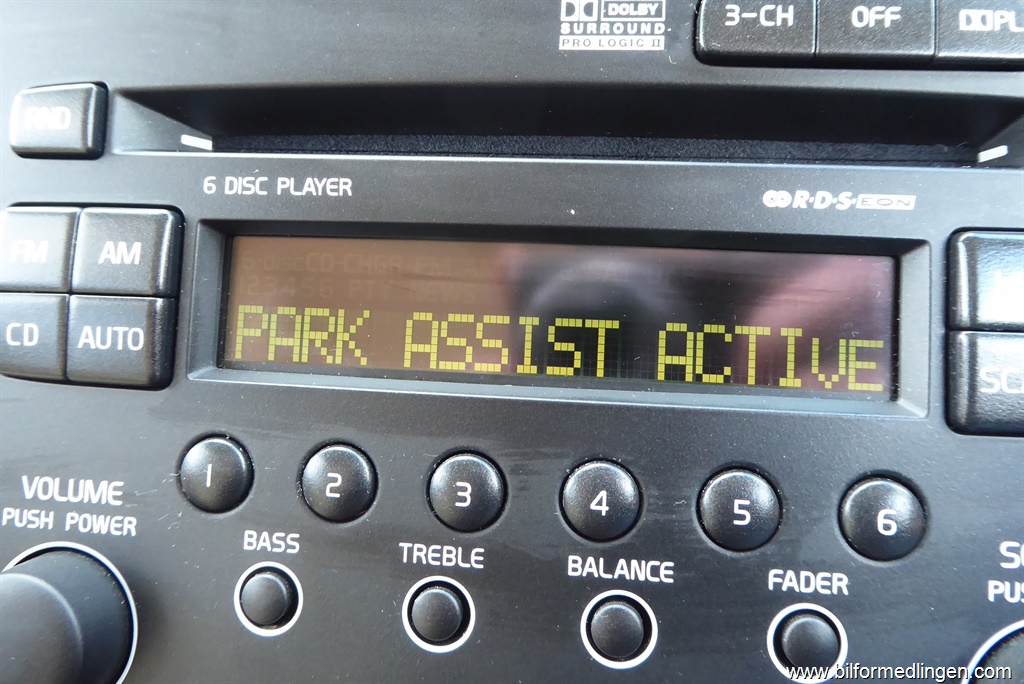 DOLBY
SURROUND
PRO LOGIC II
3-CH
OFF
RND
6 DISC PLAYER
R·D·S EON
FM
AM
CD
AUTO
PARK ASSIST ACTIVE
1
2
3
4
5
6
VOLUME
PUSH POWER
BASS
TREBLE
BALANCE
FADER
www.bilformedlingen.com